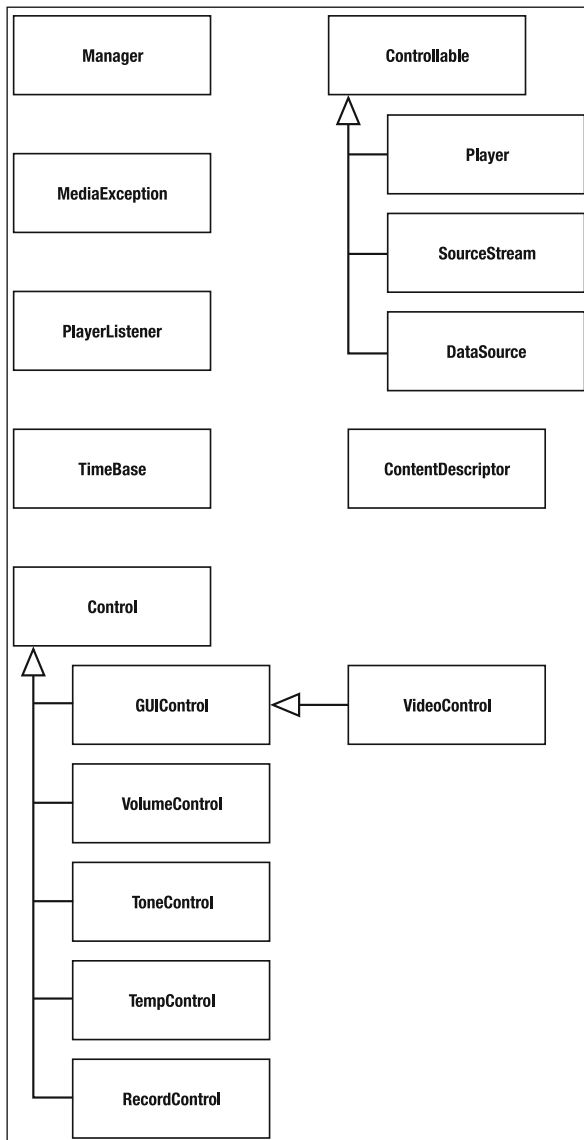 Manager
Controllable
Player
MediaException
SourceStream
PlayerListener
DataSource
TimeBase
ContentDescriptor
Control
GUIControl
VideoControl
VolumeControl
ToneControl
TempControl
RecordControl